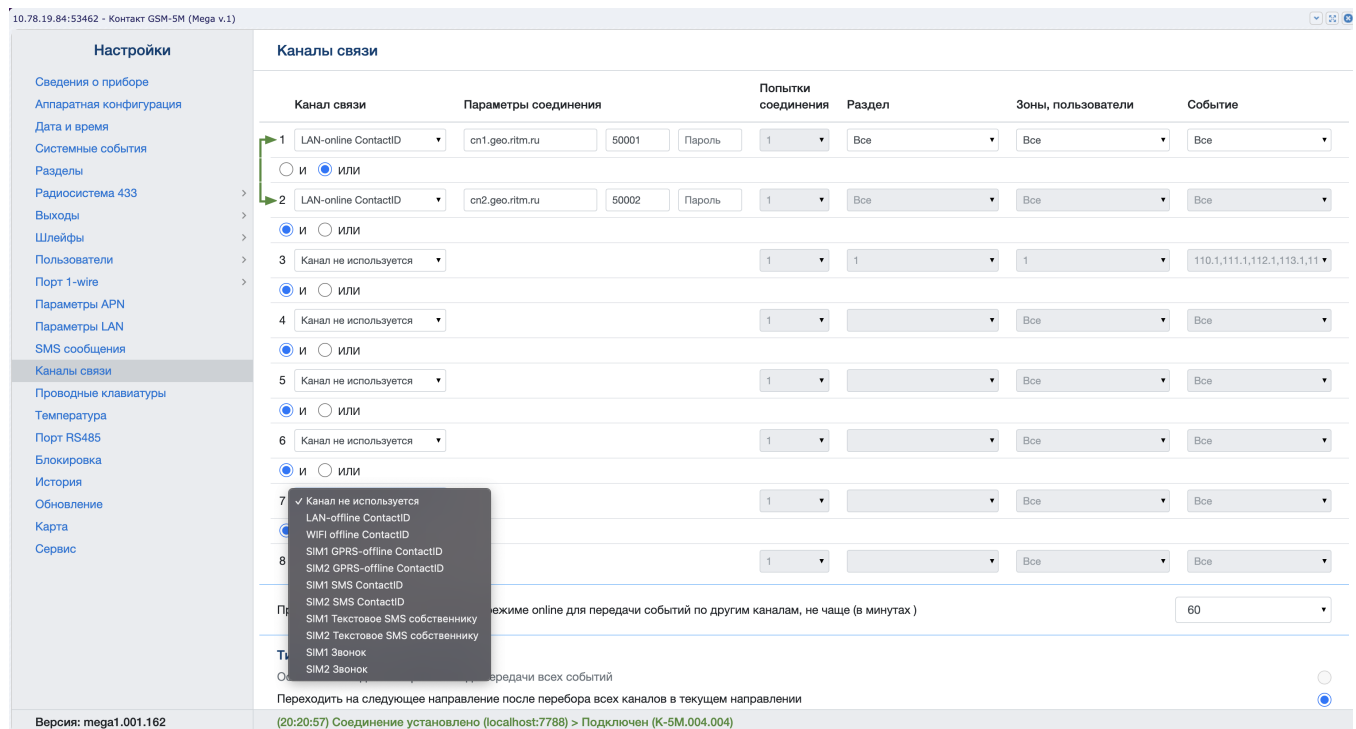 10.78.19.84:53462 - Контакт GSM-5M (Mega v.1)
Настройки
Сведения о приборе
Аппаратная конфигурация
Дата и время
Системные события
Разделы
Радиосистема 433
Выходы
Шлейфы
Пользователи
Порт 1-wire
Параметры APN
Параметры LAN
SMS сообщения
Каналы связи
Проводные клавиатуры
Температура
Порт RS485
Блокировка
История
Обновление
Карта
Сервис
Версия: mega1.001.162
Каналы связи
Канал связи Параметры соединения Попытки соединения Раздел Зоны, пользователи Событие
1 LAN-online ContactID cn1.geo.ritm.ru 50001 Пароль 1 Все Все Все
И ИЛИ
2 LAN-online ContactID cn2.geo.ritm.ru 50002 Пароль 1 Все Все Все
И ИЛИ
3 Канал не используется 1 1 1 110.1,111.1,112.1,113.1,11
И ИЛИ
4 Канал не используется 1 Все Все
И ИЛИ
5 Канал не используется 1 Все Все
И ИЛИ
6 Канал не используется 1 Все Все
И ИЛИ
7 1 Все Все
✓ Канал не используется
LAN-offline ContactID
WIFI offline ContactID
SIM1 GPRS-offline ContactID
SIM2 GPRS-offline ContactID
SIM1 SMS ContactID
SIM2 SMS ContactID
SIM1 Текстовое SMS собственнику
SIM2 Текстовое SMS собственнику
SIM1 Звонок
SIM2 Звонок
8 1 Все Все
online для передачи событий по другим каналам, не чаще (в минутах ) 60
передачи всех событий
Переходить на следующее направление после перебора всех каналов в текущем направлении
(20:20:57) Соединение установлено (localhost:7788) > Подключен (K-5M.004.004)